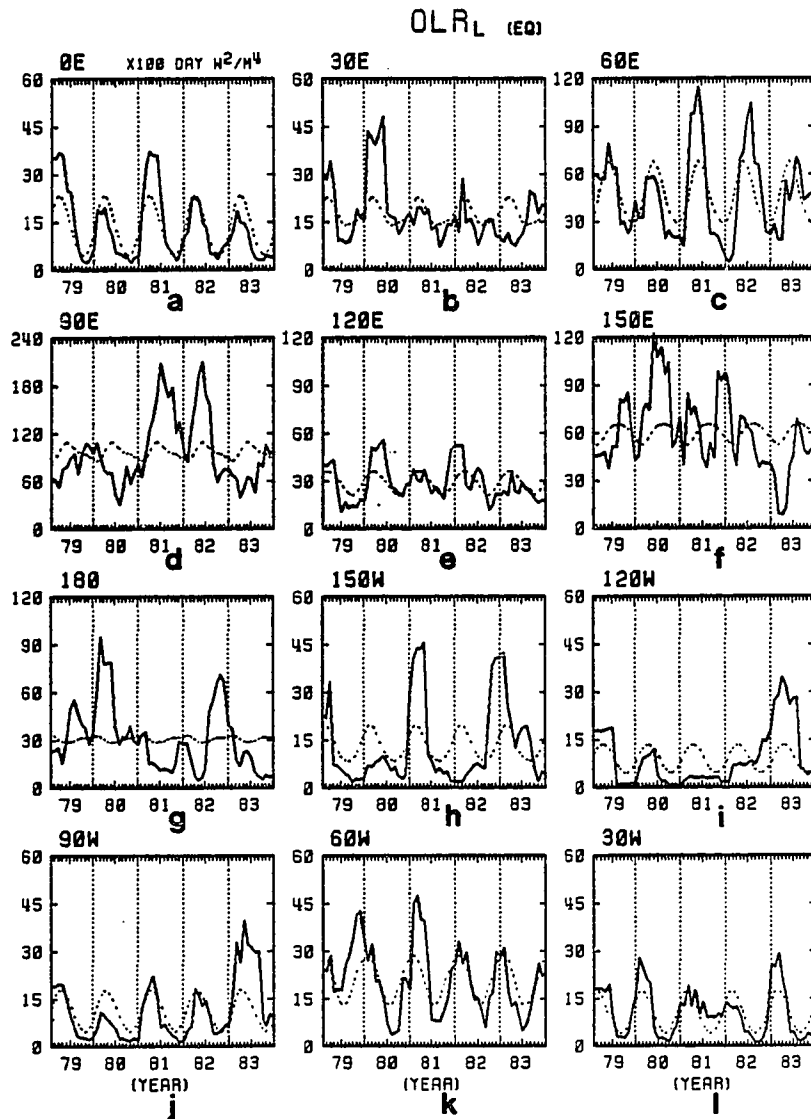 OLRL (EQ)
0E X100 DAY W2/M4
30E
60E
60
45
30
15
0
60
45
30
15
0
120
90
60
30
0
79 80 81 82 83
79 80 81 82 83
79 80 81 82 83
a
b
c
90E
120E
150E
240
180
120
60
0
120
90
60
30
0
120
90
60
30
0
79 80 81 82 83
79 80 81 82 83
79 80 81 82 83
d
e
f
180
150W
120W
120
90
60
30
0
60
45
30
15
0
60
45
30
15
0
79 80 81 82 83
79 80 81 82 83
79 80 81 82 83
g
h
i
90W
60W
30W
60
45
30
15
0
60
45
30
15
0
60
45
30
15
0
79 80 81 82 83
79 80 81 82 83
79 80 81 82 83
(YEAR)
(YEAR)
(YEAR)
j
k
l